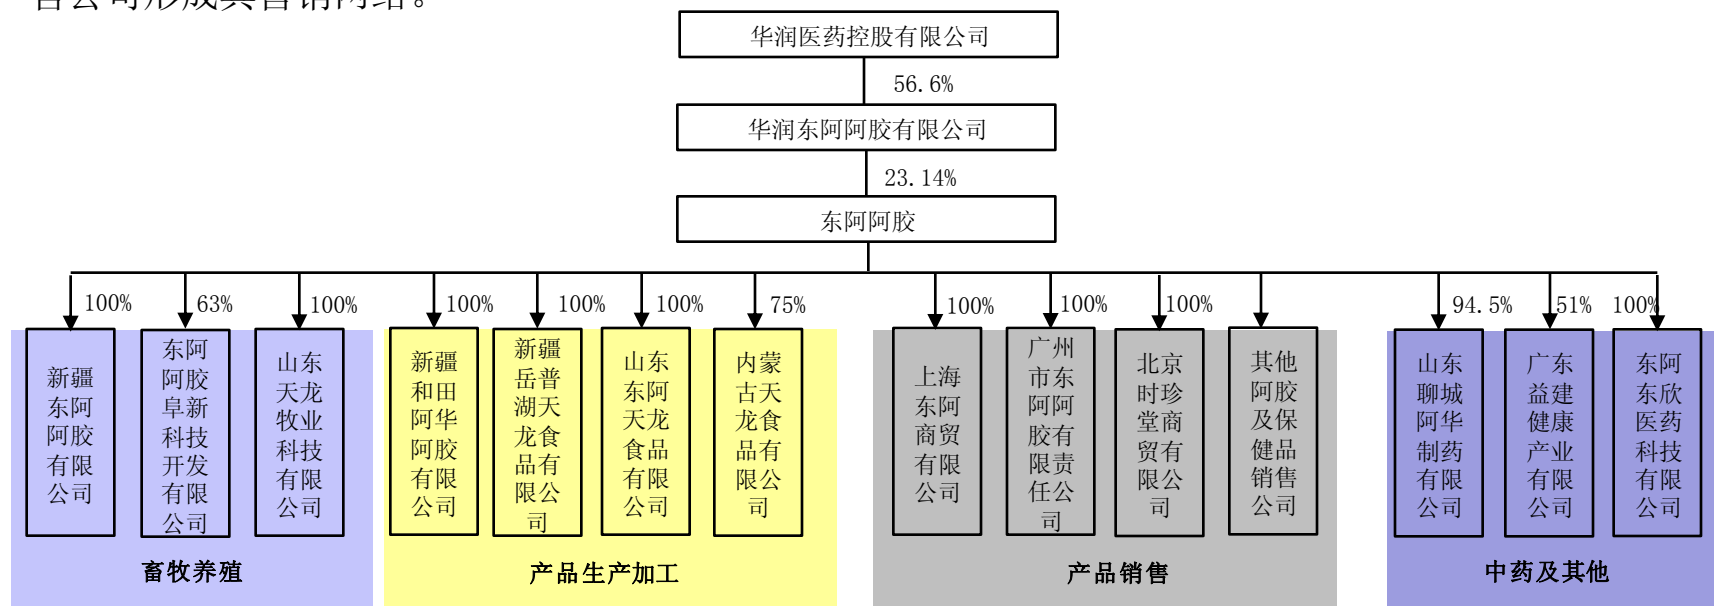 营公司形成其营销网络。
华润医药控股有限公司
56.6%
华润东阿阿胶有限公司
23.14%
东阿阿胶
100%
63%
100%
100%
100%
100%
75%
100%
100%
100%
94.5%
51%
100%
新疆
东阿
阿胶
有限
公司
东阿
阿胶
阜新
科技
开发
有限
公司
山东
天龙
牧业
科技
有限
公司
新疆
和田
阿华
阿胶
有限
公司
新疆
岳普
湖天
龙食
品有
限公
司
山东
东阿
天龙
食品
有限
公司
内蒙
古天
龙食
品有
限公
司
上海
东阿
商贸
有限
公司
广州
市东
阿阿
胶有
限责
任公
司
北京
时珍
堂商
贸有
限公
司
其他
阿胶
及保
健品
销售
公司
山东
聊城
阿华
制药
有限
公司
广东
益建
健康
产业
有限
公司
东阿
东欣
医药
科技
有限
公司
畜牧养殖
产品生产加工
产品销售
中药及其他